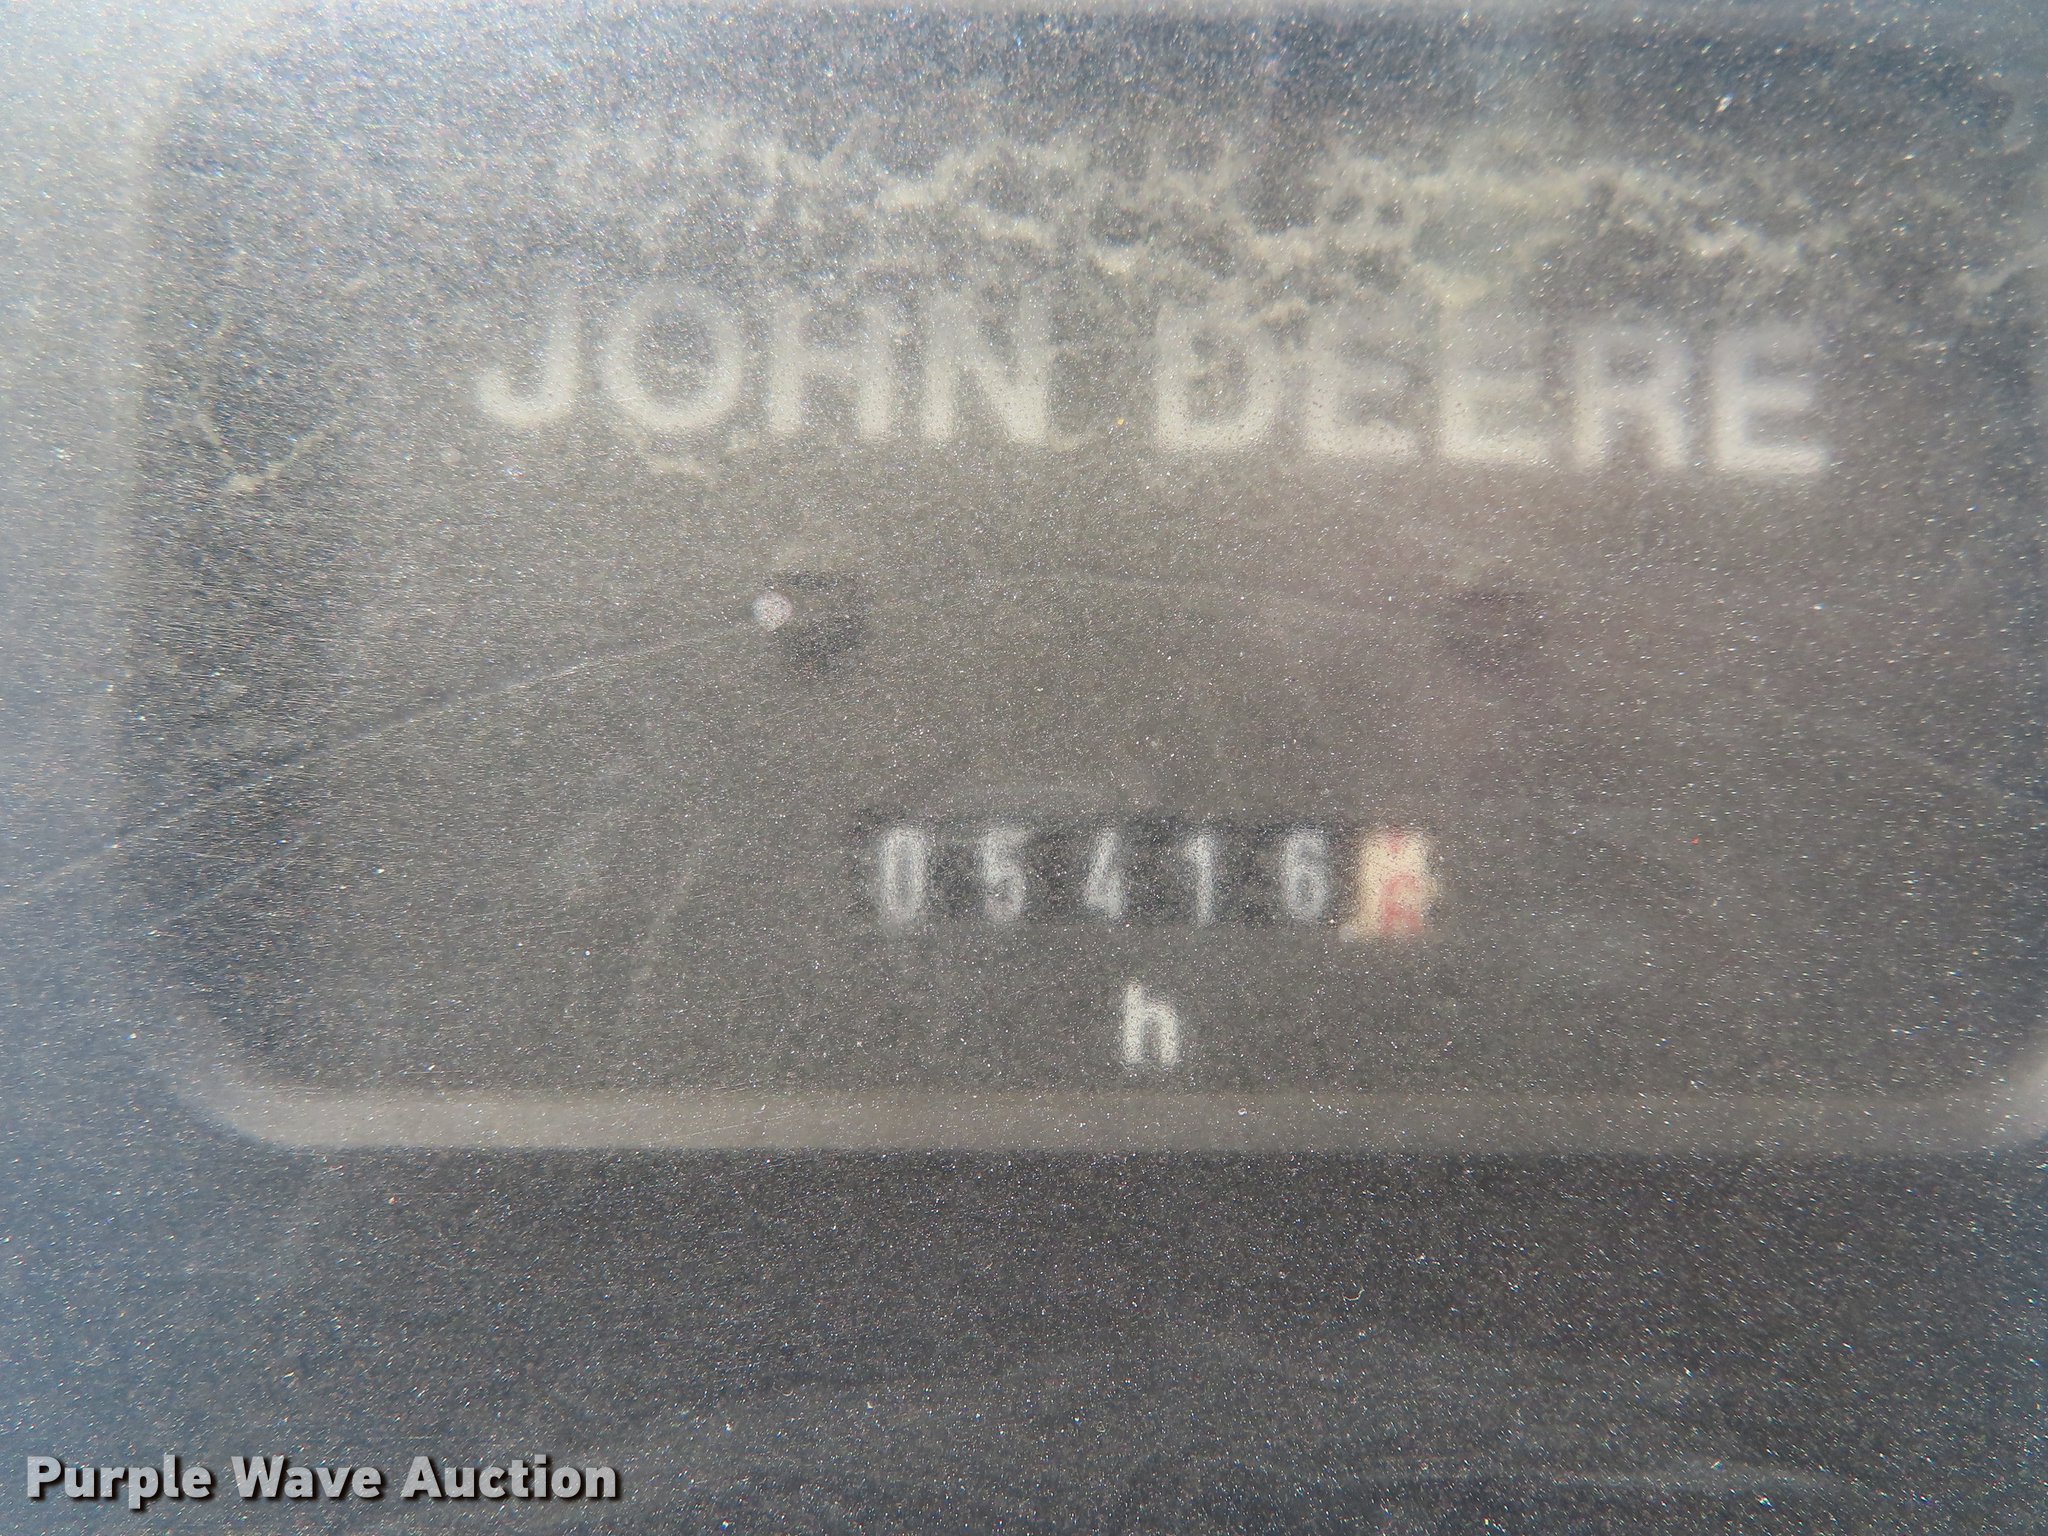 JOHN DEERE
05416
h
Purple Wave Auction